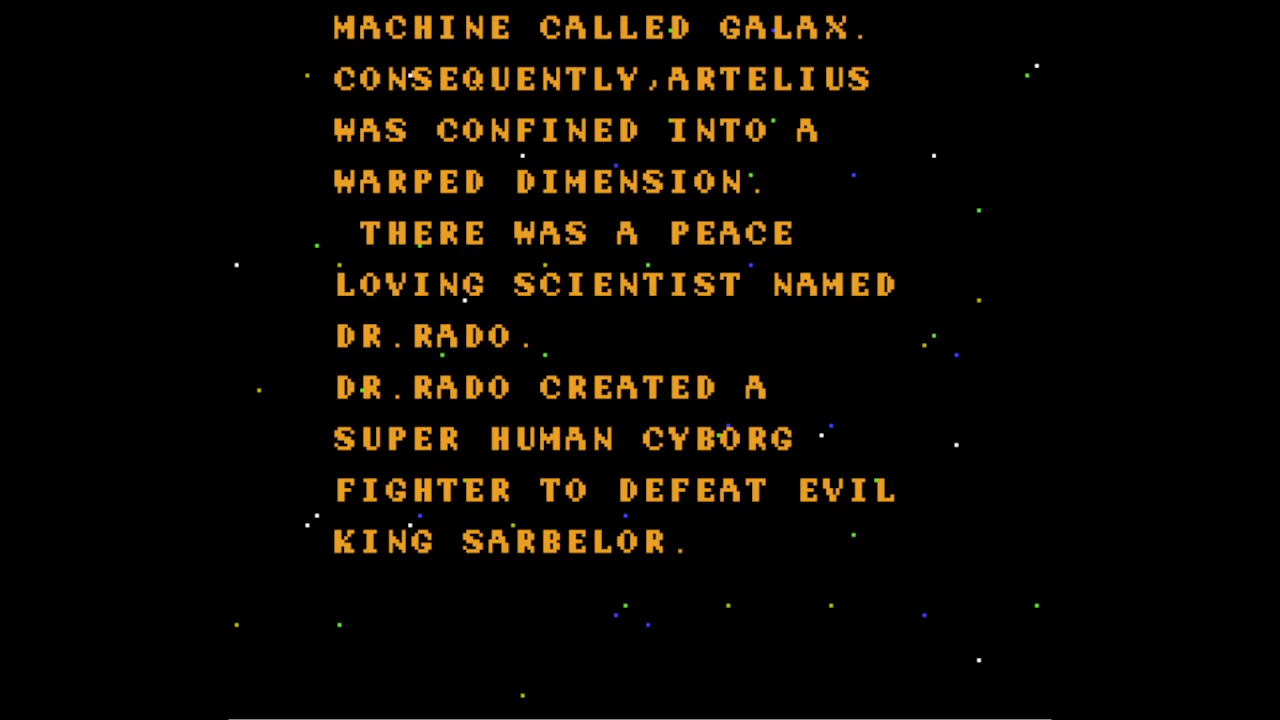 MACHINE CALLED GALAX.
CONSEQUENTLY,ARTELIUS
WAS CONFINED INTO A
WARPED DIMENSION.
THERE WAS A PEACE
LOVING SCIENTIST NAMED
DR.RADO.
DR.RADO CREATED A
SUPER HUMAN CYBORG
FIGHTER TO DEFEAT EVIL
KING SARBELOR.